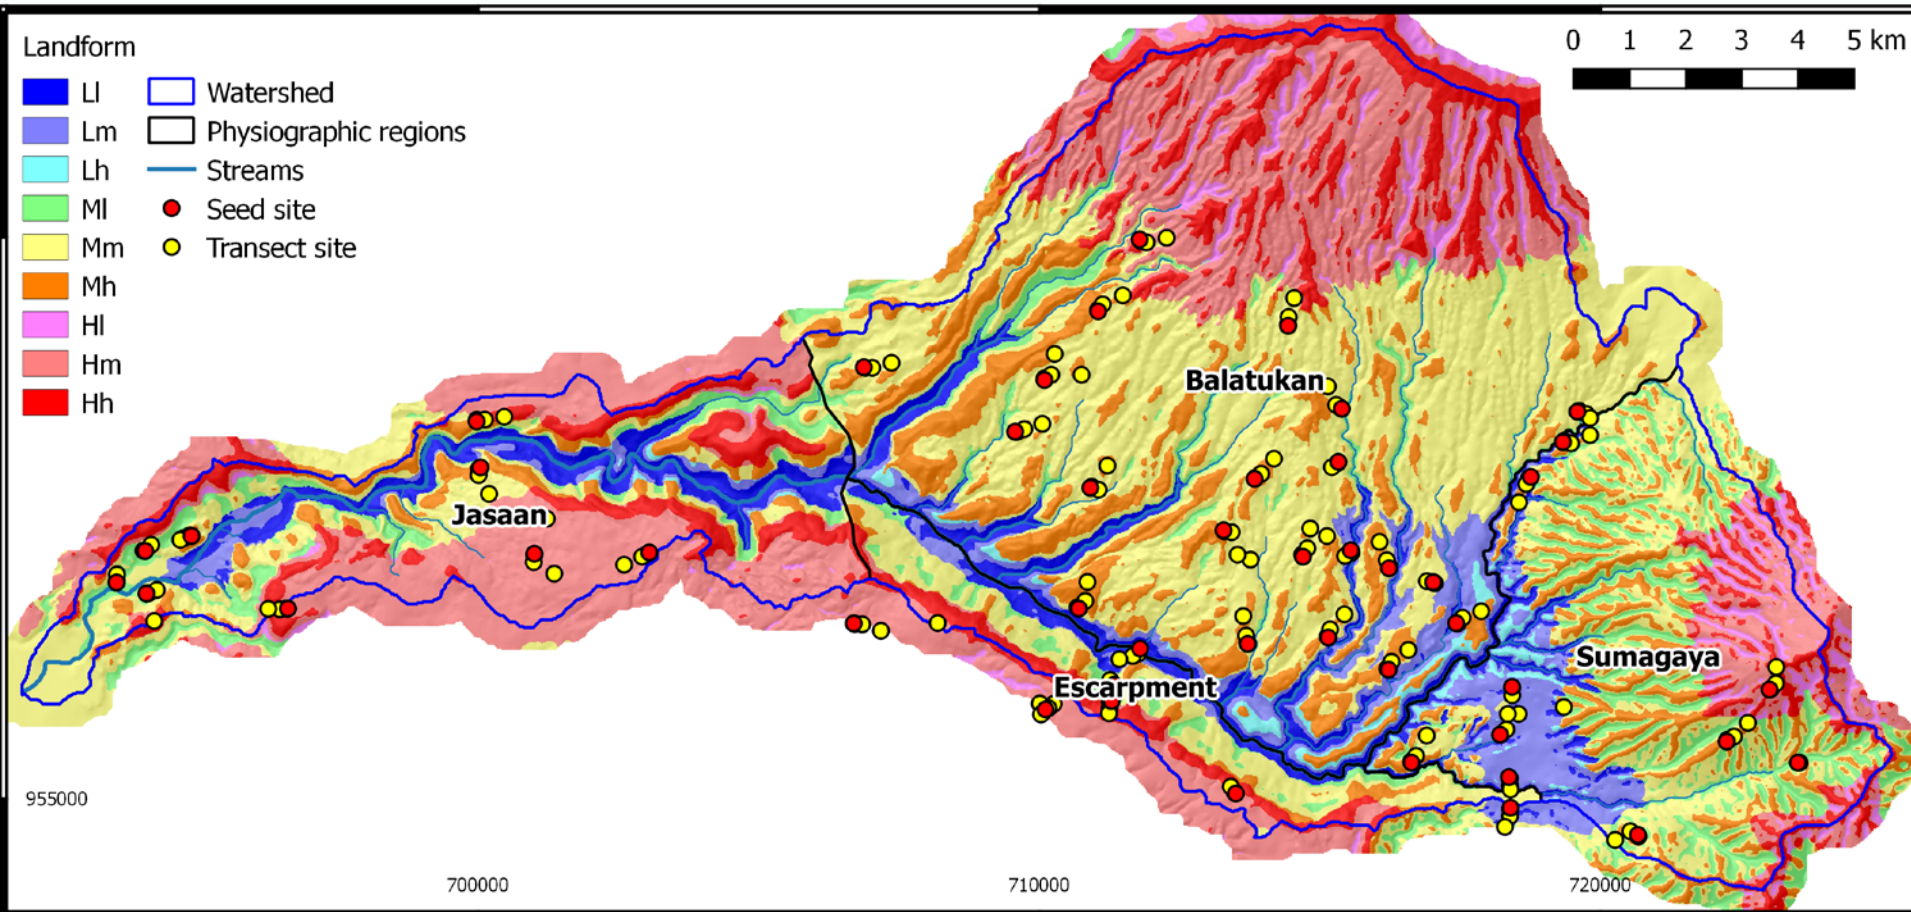 Landform
Ll
Lm
Lh
Ml
Mm
Mh
Hl
Hm
Hh
Watershed
Physiographic regions
Streams
Seed site
Transect site
0 1 2 3 4 5 km
Balatukan
Jasaan
Sumagaya
Escarpment
955000
700000
710000
720000